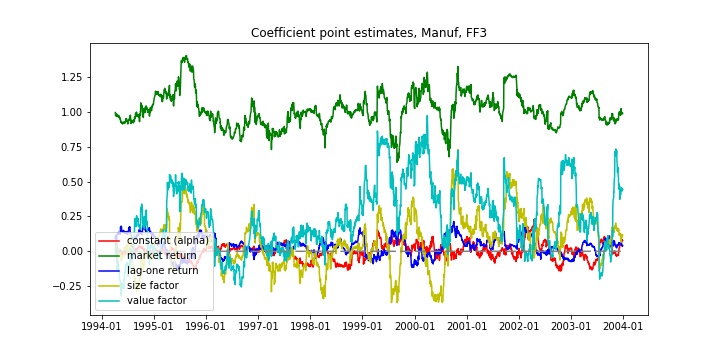 Coefficient point estimates, Manuf, FF3
1.25
1.00
0.75
0.50
0.25
0.00
−0.25
constant (alpha)
market return
lag-one return
size factor
value factor
1994-01 1995-01 1996-01 1997-01 1998-01 1999-01 2000-01 2001-01 2002-01 2003-01 2004-01